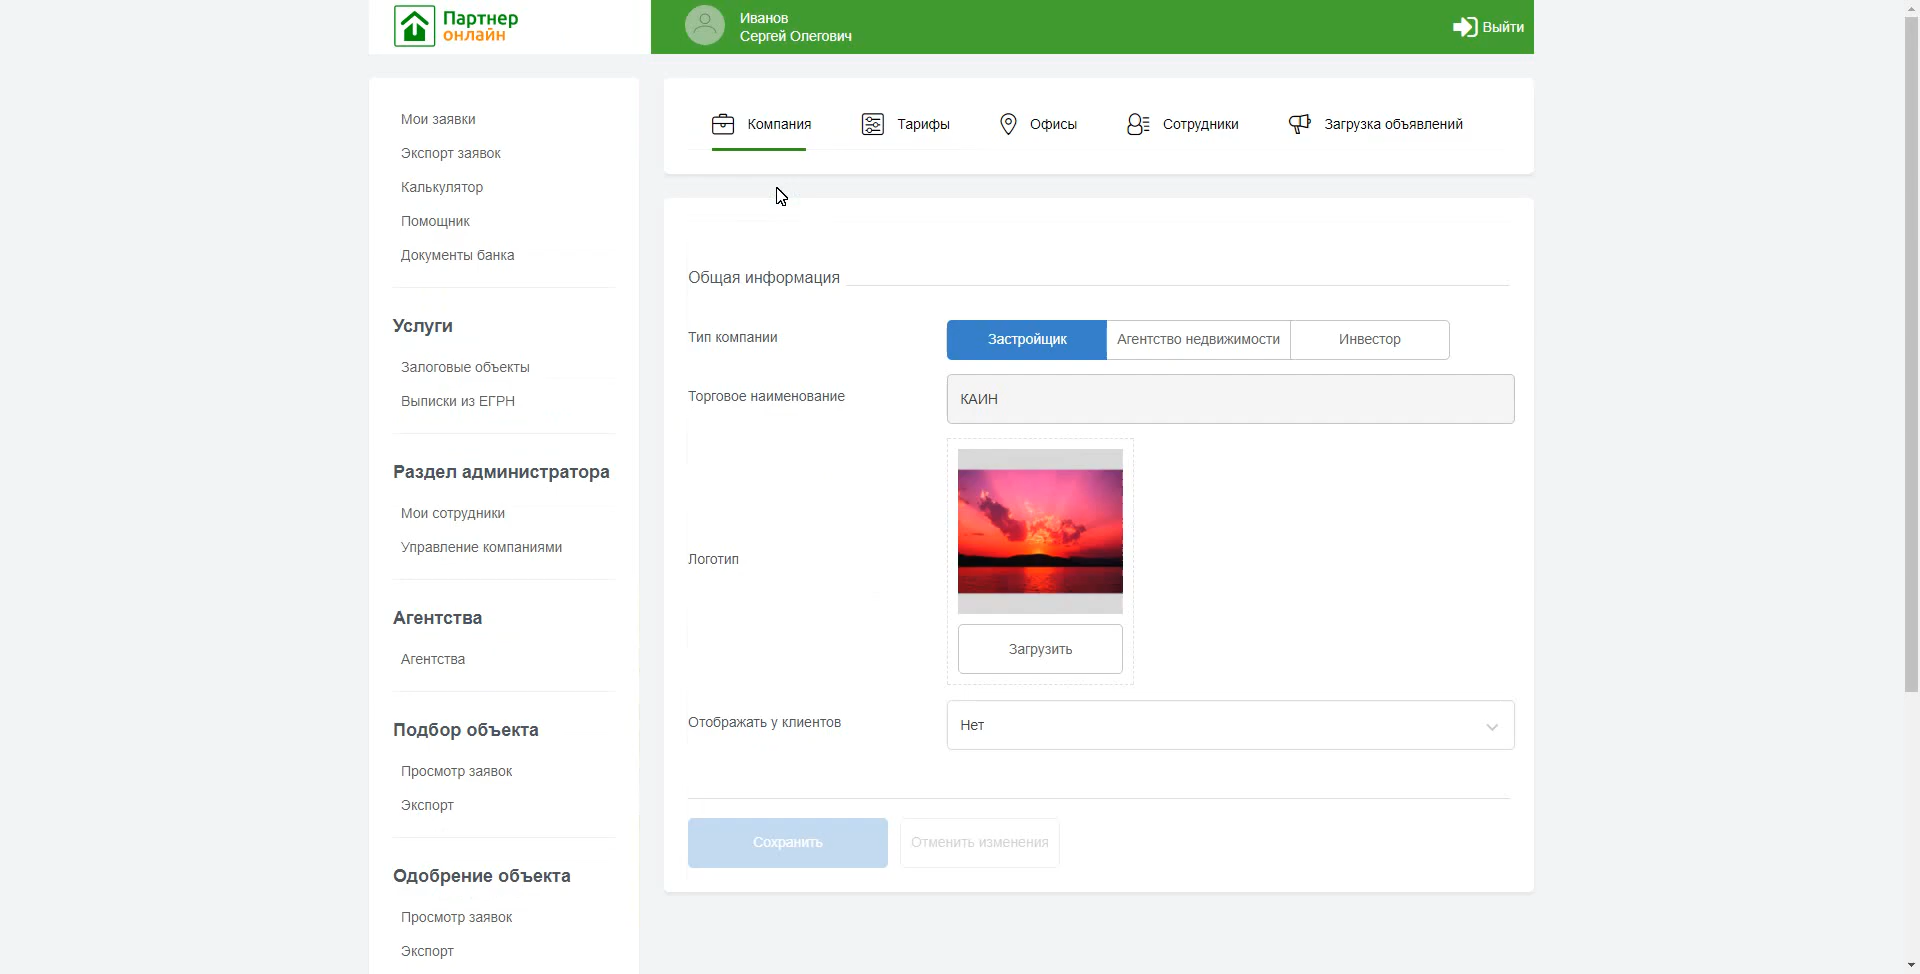 Партнер
онлайн
Иванов
Сергей Олегович
Выйти
Мои заявки
Экспорт заявок
Калькулятор
Помощник
Документы банка
Услуги
Залоговые объекты
Выписки из ЕГРН
Раздел администратора
Мои сотрудники
Управление компаниями
Агентства
Агентства
Подбор объекта
Просмотр заявок
Экспорт
Одобрение объекта
Просмотр заявок
Экспорт
Компания
Тарифы
Офисы
Сотрудники
Загрузка объявлений
Общая информация
Тип компании
Застройщик
Агентство недвижимости
Инвестор
Торговое наименование
КАИН
Логотип
Загрузить
Отображать у клиентов
Нет
Сохранить
Отменить изменения